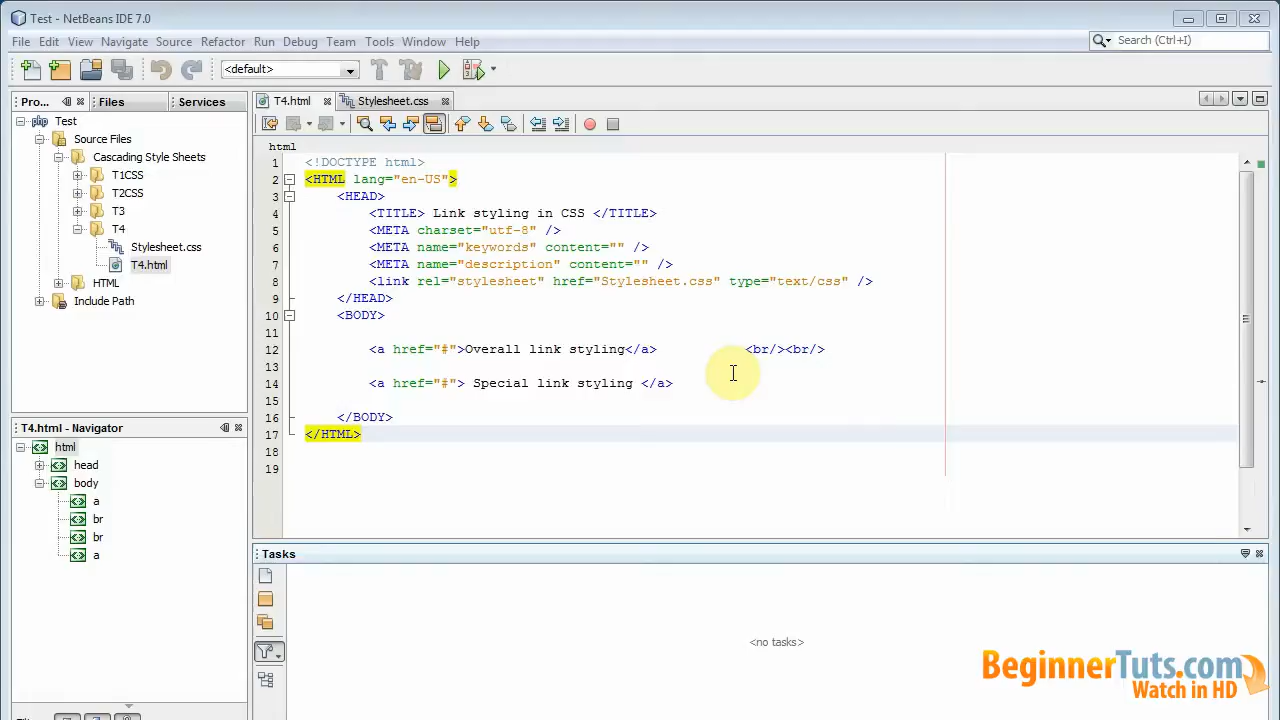 Test - NetBeans IDE 7.0
File Edit View Navigate Source Refactor Run Debug Team Tools Window Help
Search (Ctrl+I)
<default>
Pro... Files Services
T4.html Stylesheet.css
Test
Source Files
Cascading Style Sheets
T1CSS
T2CSS
T3
T4
Stylesheet.css
T4.html
HTML
Include Path
html
1 <!DOCTYPE html>
2 <HTML lang="en-US">
3 <HEAD>
4 <TITLE> Link styling in CSS </TITLE>
5 <META charset="utf-8" />
6 <META name="keywords" content="" />
7 <META name="description" content="" />
8 <link rel="stylesheet" href="Stylesheet.css" type="text/css" />
9 </HEAD>
10 <BODY>
11
12 <a href="#">Overall link styling</a> <br/><br/>
13
14 <a href="#"> Special link styling </a>
15
16 </BODY>
17 </HTML>
18
19
T4.html - Navigator
html
head
body
a
br
br
a
Tasks
<no tasks>
BeginnerTuts.com
Watch in HD